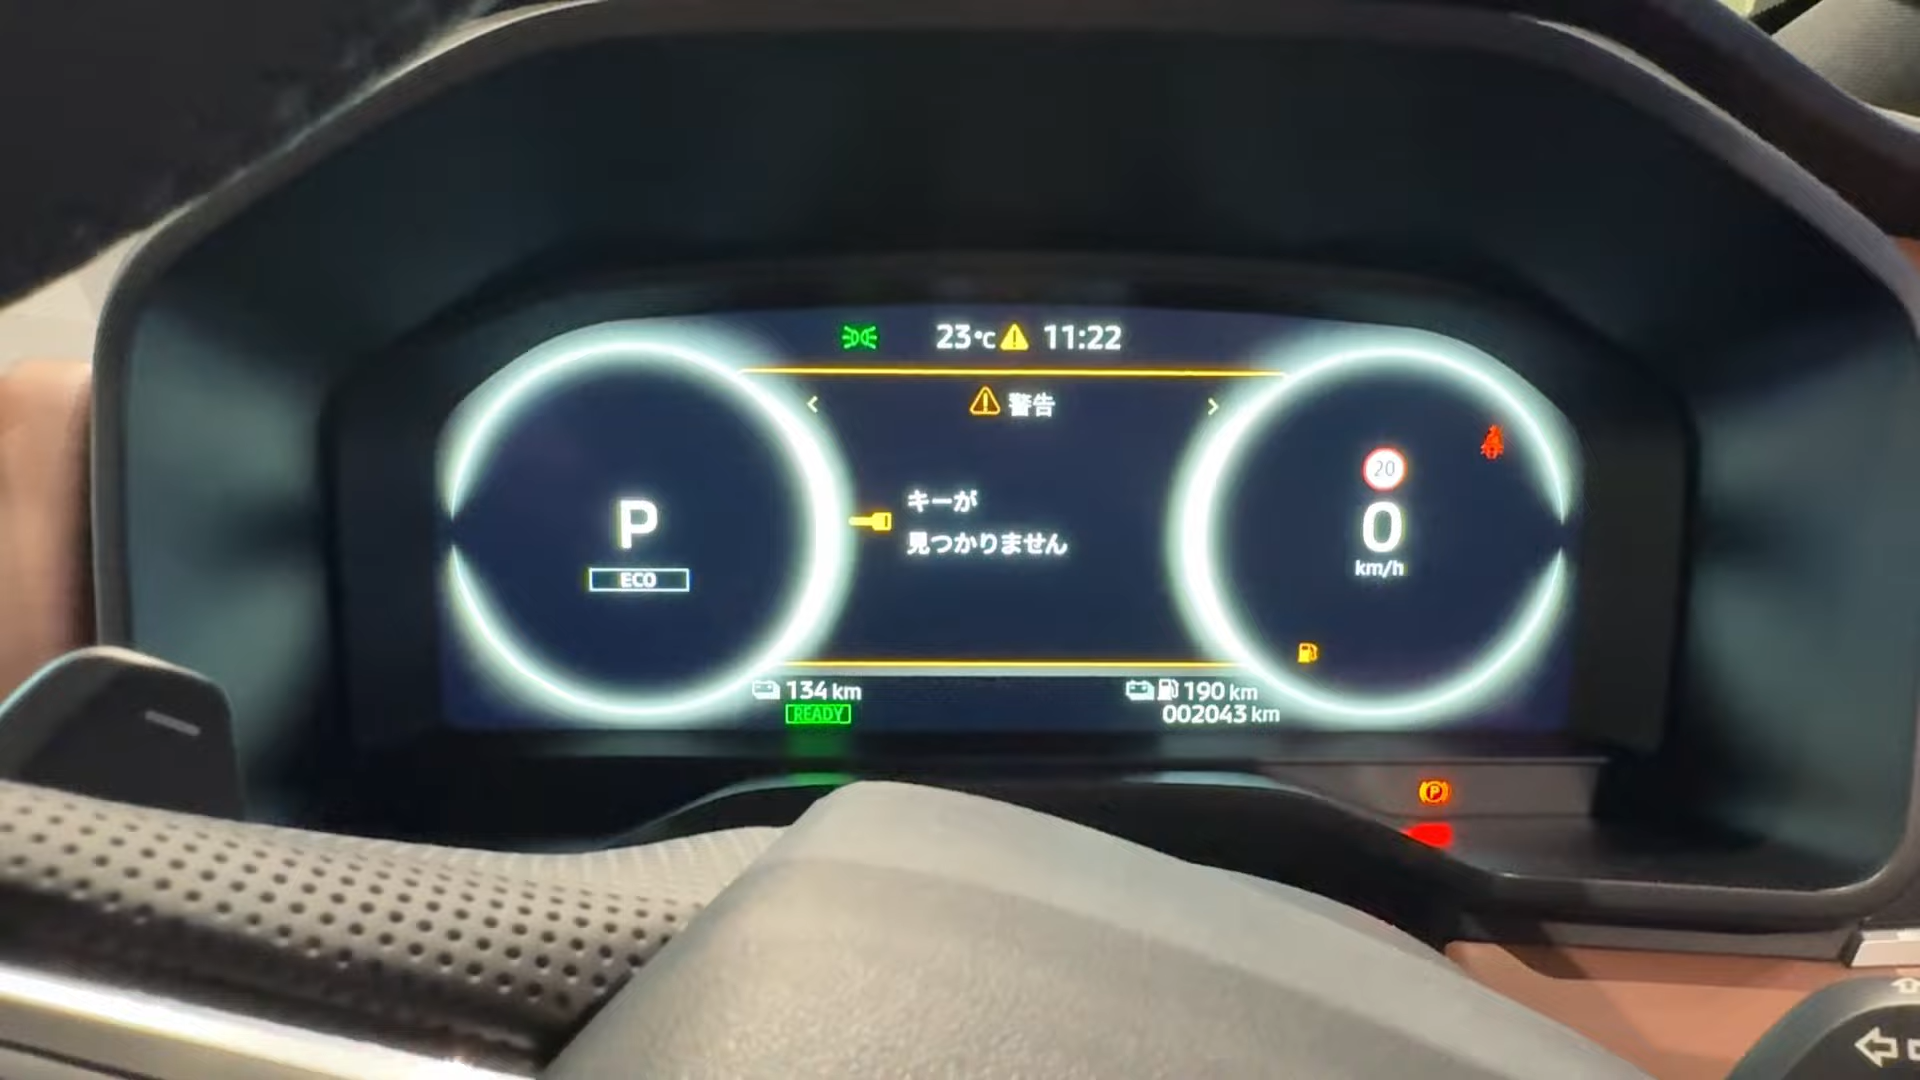 23℃ 11:22
警告
キーが
見つかりません
P
ECO
20
0
km/h
134 km
READY
190 km
002043 km
P